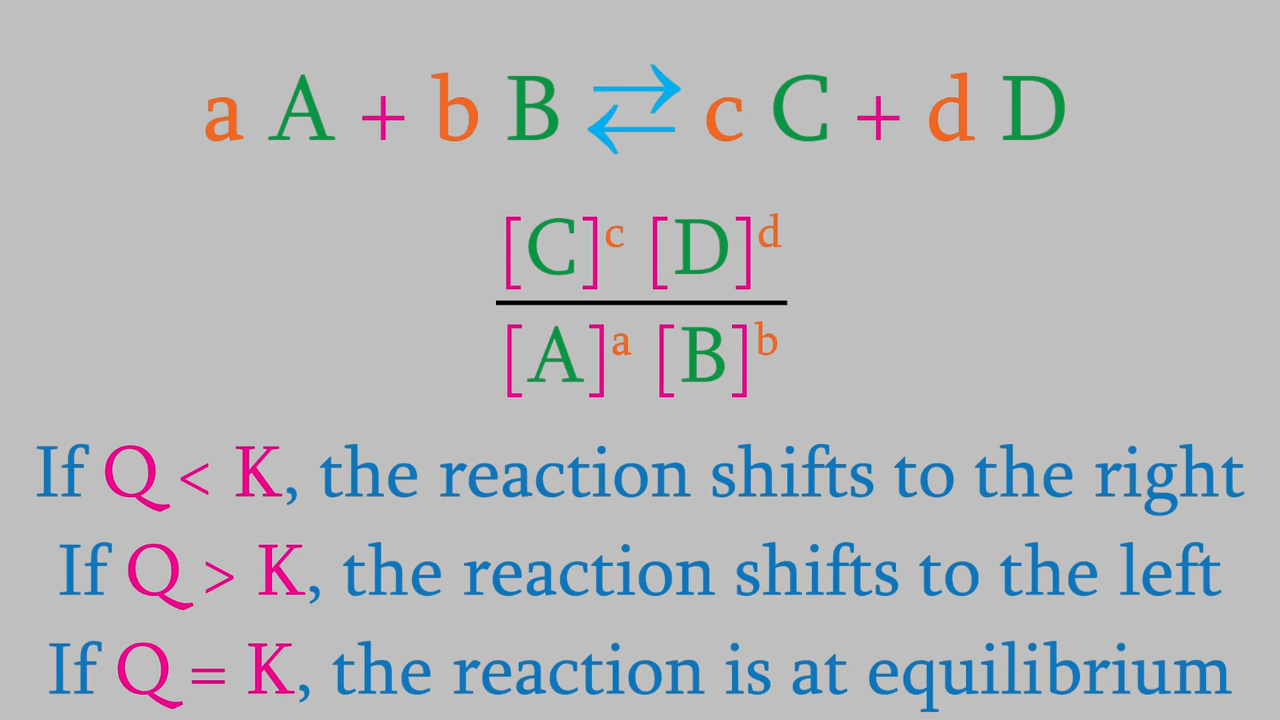 a A + b B ⇄ c C + d D
[C]ᶜ [D]ᵈ
[A]ᵃ [B]ᵇ
If Q < K, the reaction shifts to the right
If Q > K, the reaction shifts to the left
If Q = K, the reaction is at equilibrium